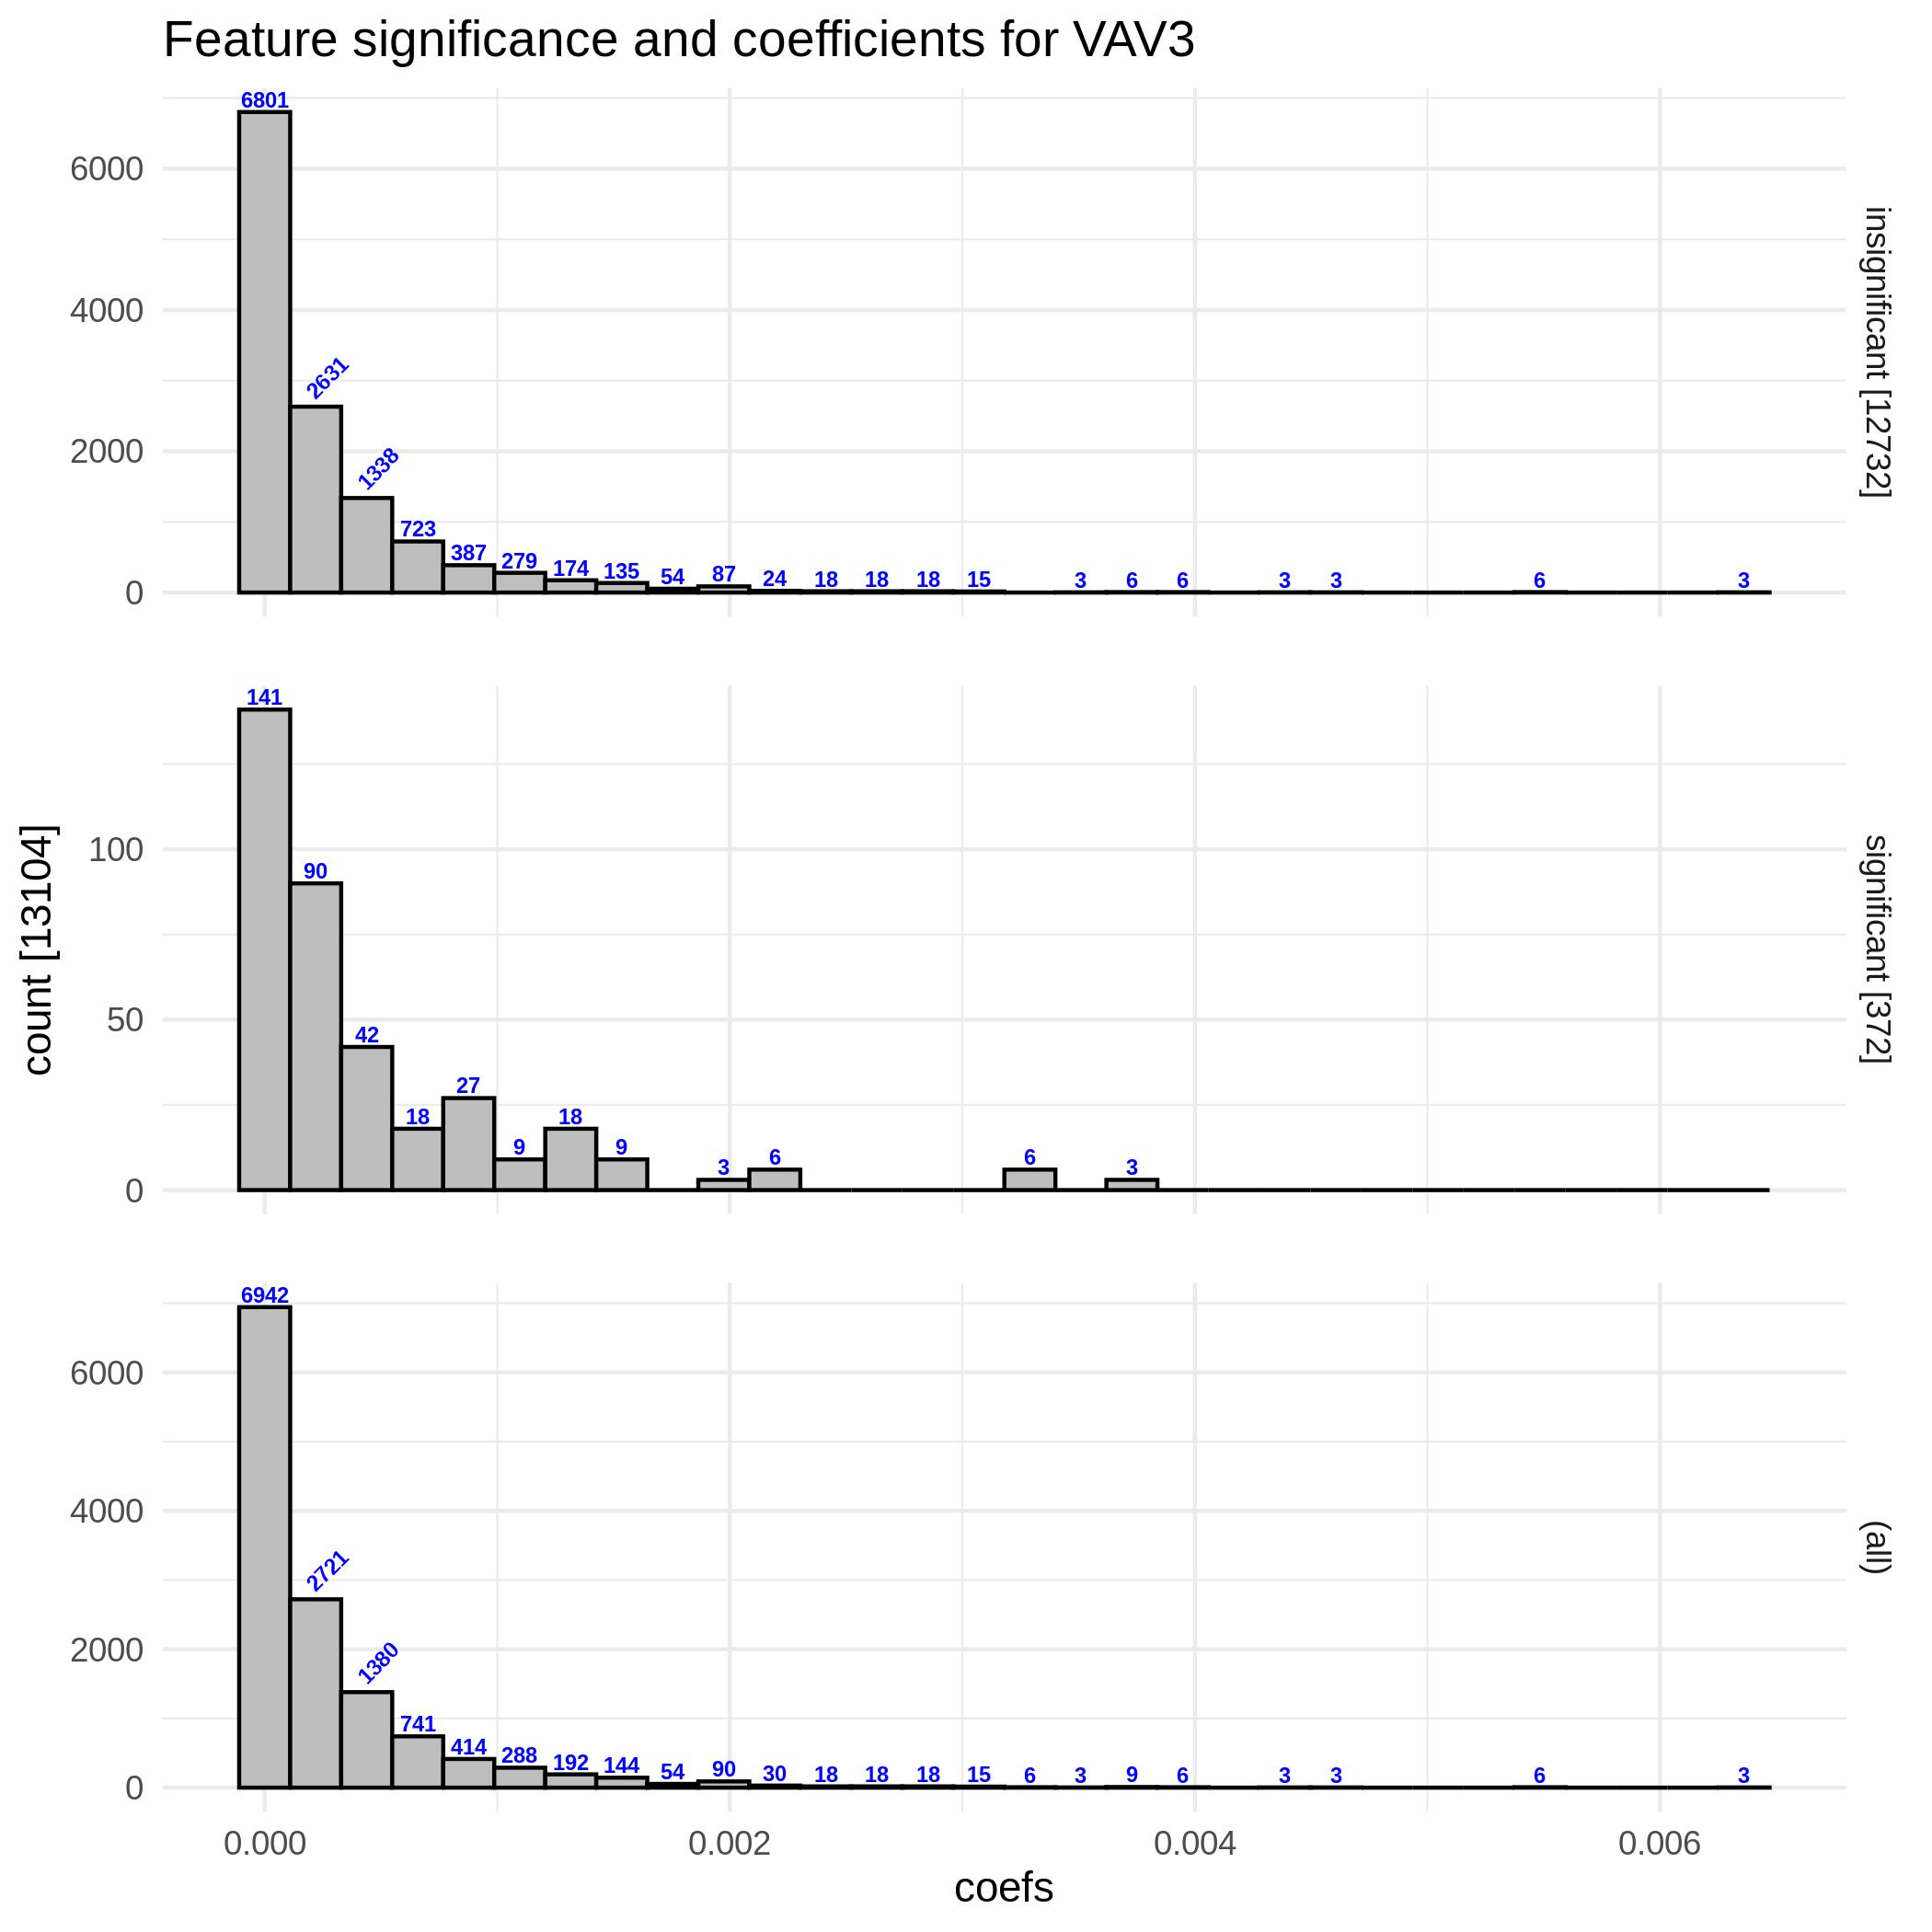 Feature significance and coefficients for VAV3
6801
6000
4000
2631
2000
1338
723
387 279 174 135 54 87 24 18 18 18 15 3 6 6 3 3 6 3
0
insignificant [12732]
count [13104]
141
100
90
50
42
18 27 9 18 9 3 6 6 3
0
significant [372]
6942
6000
4000
2721
2000
1380
741
414 288 192 144 54 90 30 18 18 18 15 6 3 9 6 3 3 6 3
0
(all)
0.000 0.002 0.004 0.006
coefs